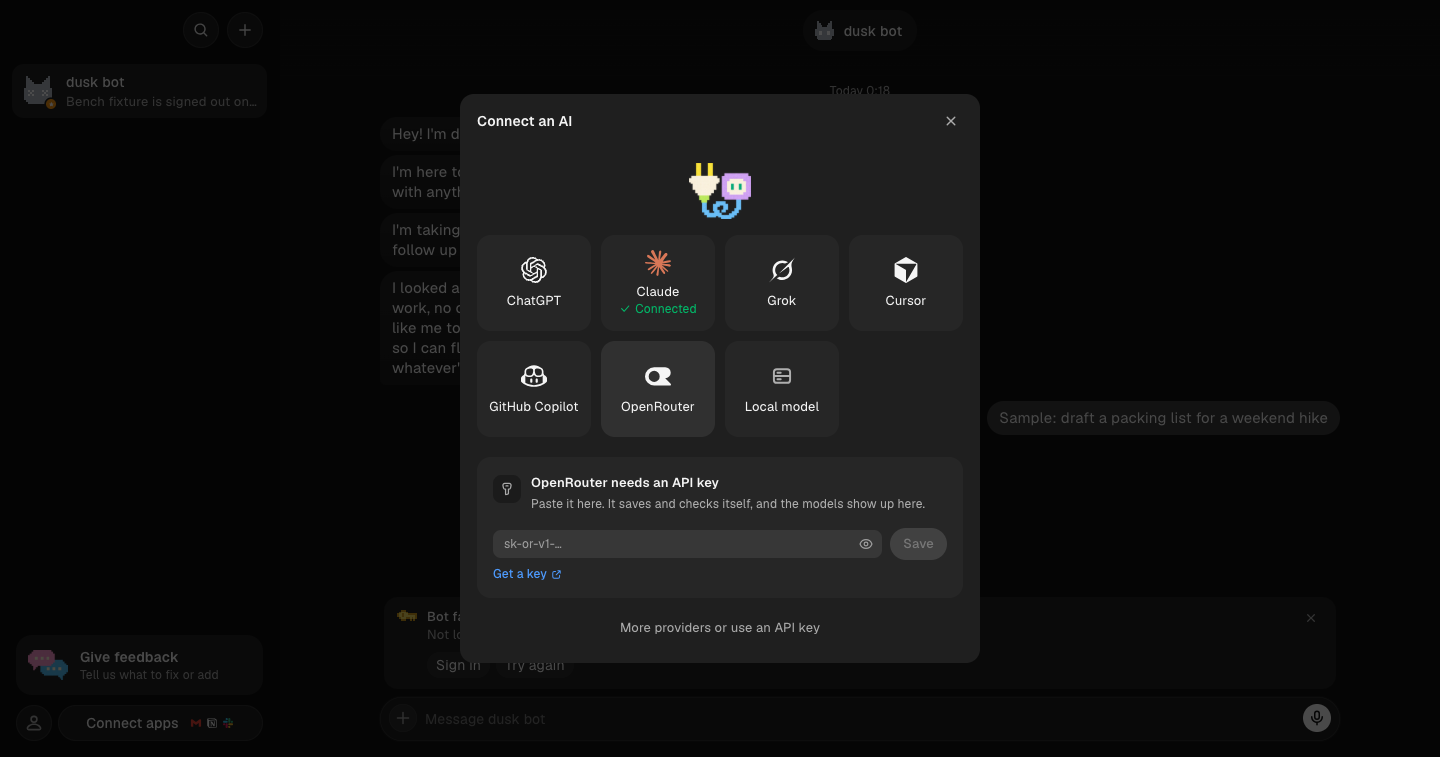 dusk bot
Bench fixture is signed out on...
dusk bot
Today 0:18
Hey! I'm d
I'm here te
with anyth
I'm taking
follow up
I looked a
work, no c
like me to
so I can fl
whatever'
Sample: draft a packing list for a weekend hike
Connect an AI
ChatGPT
Claude
Connected
Grok
Cursor
GitHub Copilot
OpenRouter
Local model
OpenRouter needs an API key
Paste it here. It saves and checks itself, and the models show up here.
sk-or-v1-...
Save
Get a key
More providers or use an API key
Bot fa
Not lo
Sign in
Try again
Give feedback
Tell us what to fix or add
Connect apps
Message dusk bot